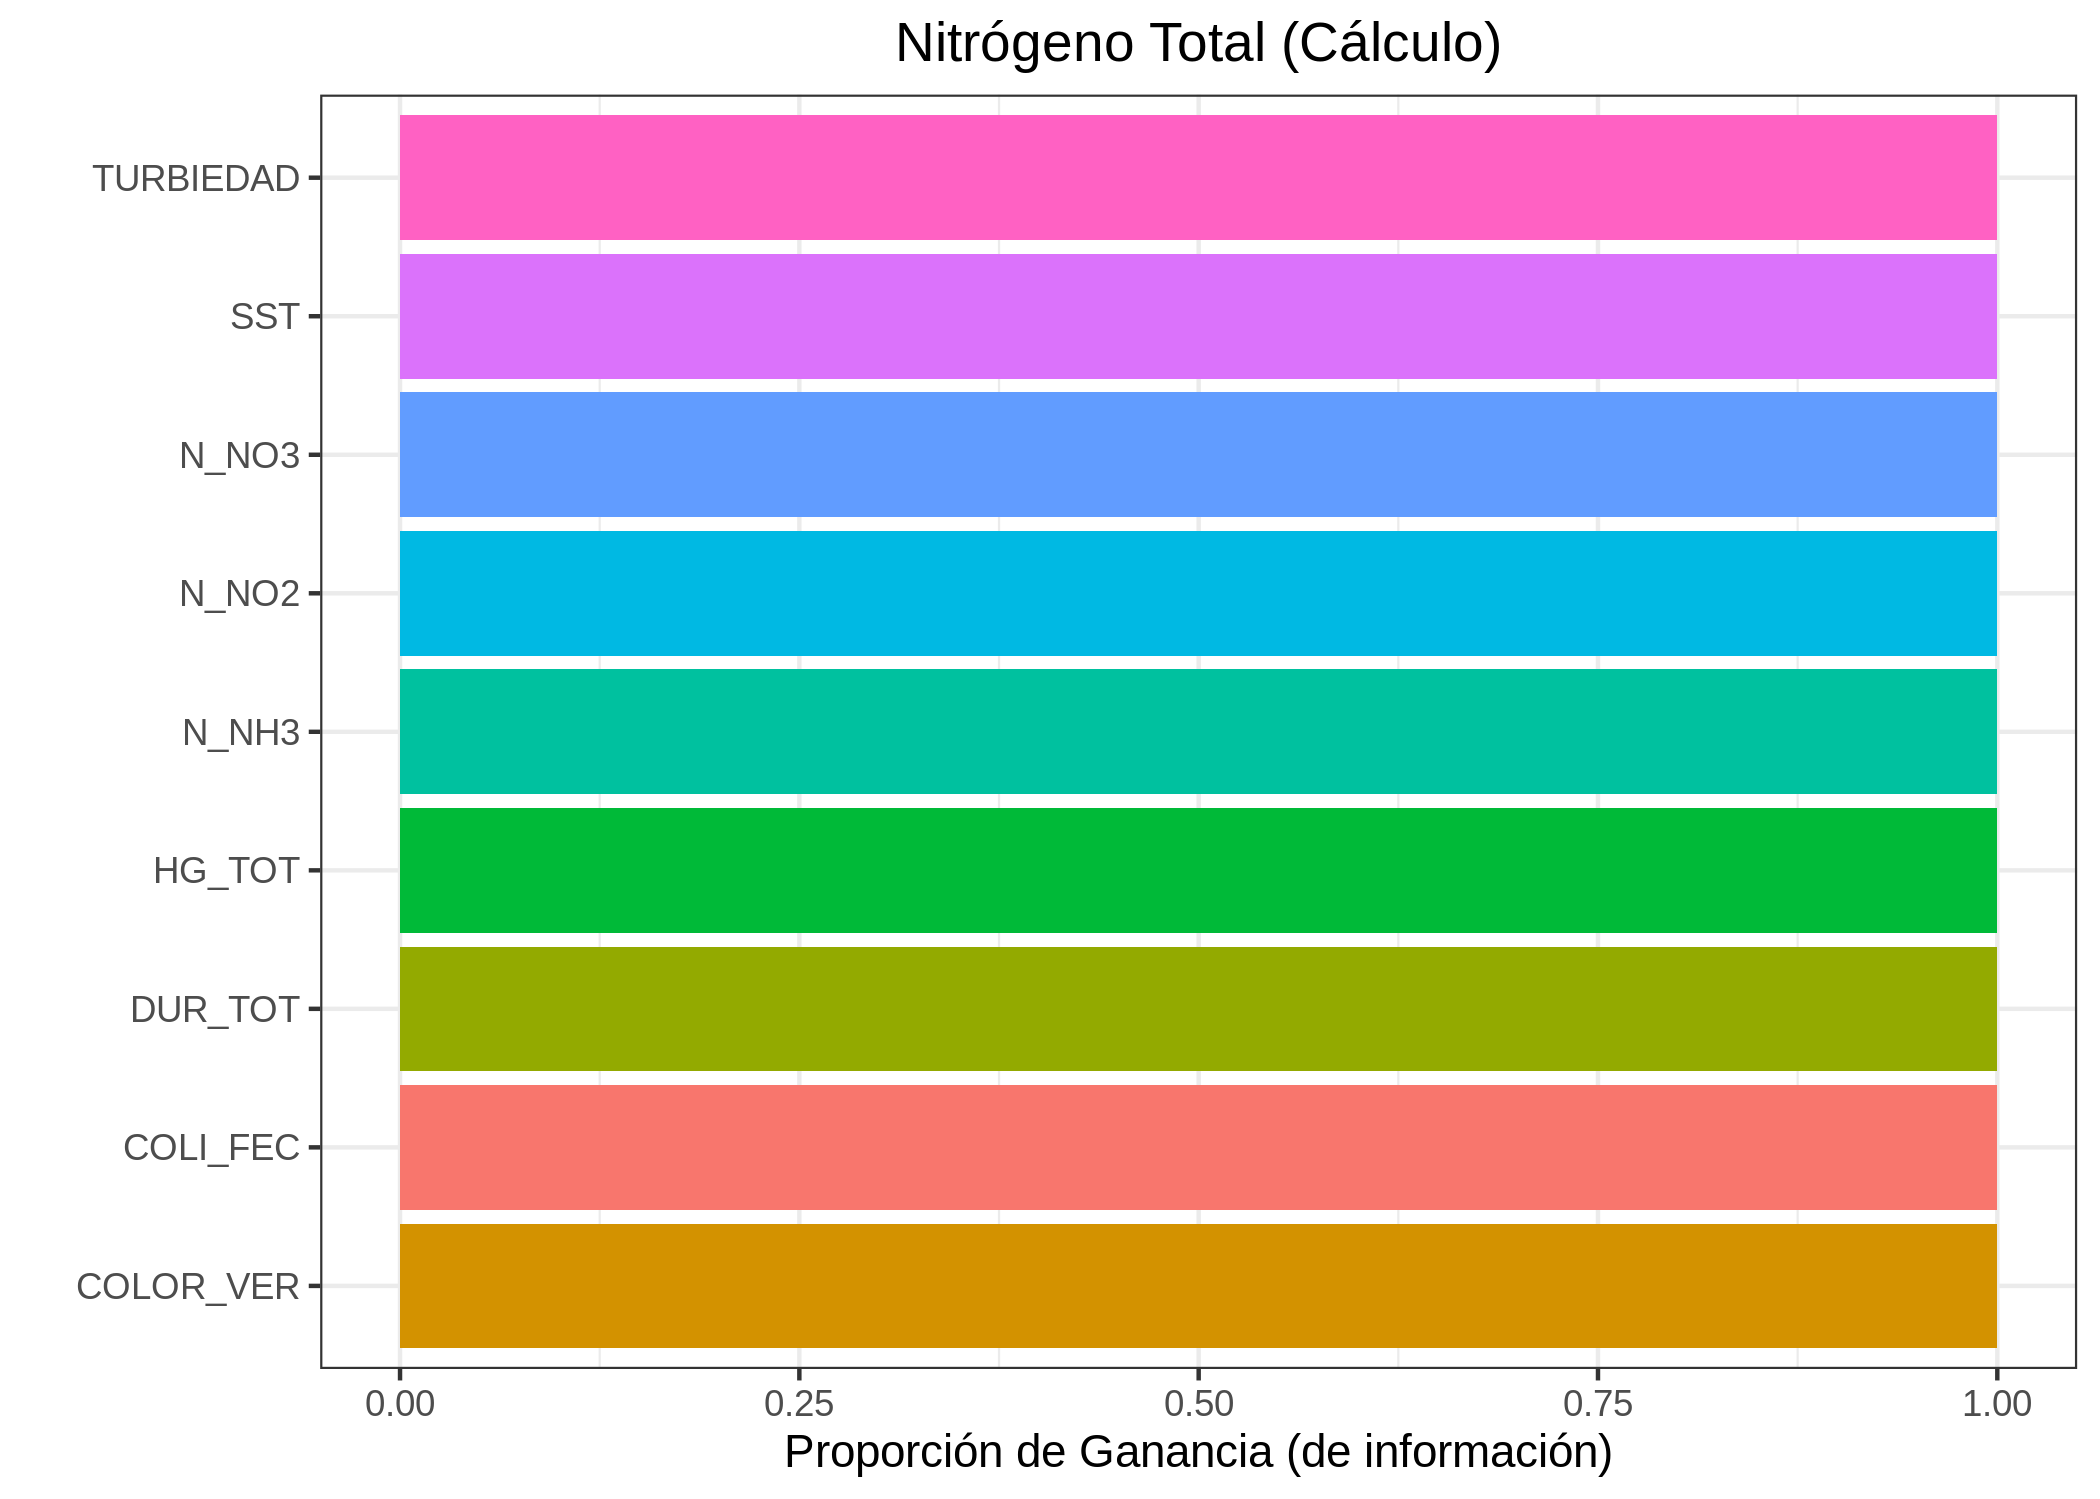 Nitrógeno Total (Cálculo)
TURBIEDAD
SST
N_NO3
N_NO2
N_NH3
HG_TOT
DUR_TOT
COLI_FEC
COLOR_VER
0.00 0.25 0.50 0.75 1.00
Proporción de Ganancia (de información)